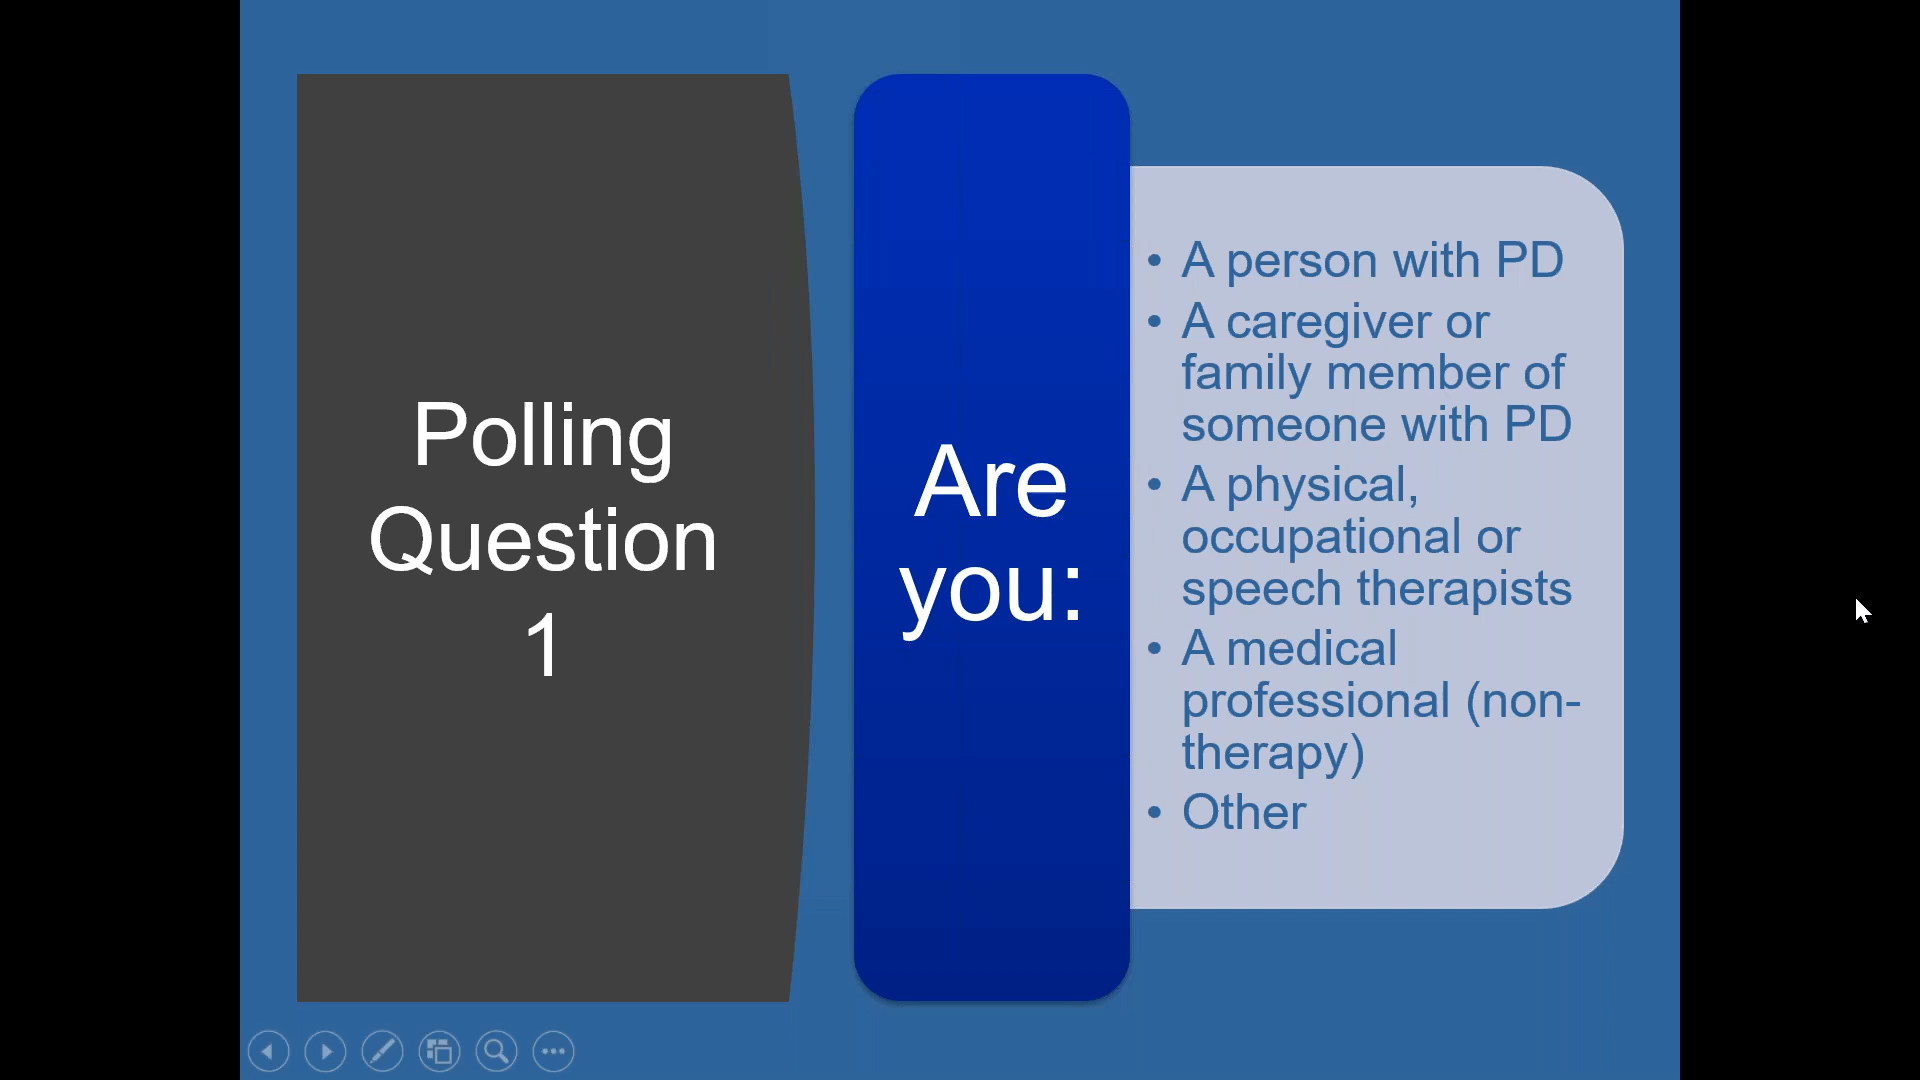 Polling
Question
1
Are
you:
• A person with PD
• A caregiver or
family member of
someone with PD
• A physical,
occupational or
speech therapists
• A medical
professional (non-
therapy)
• Other